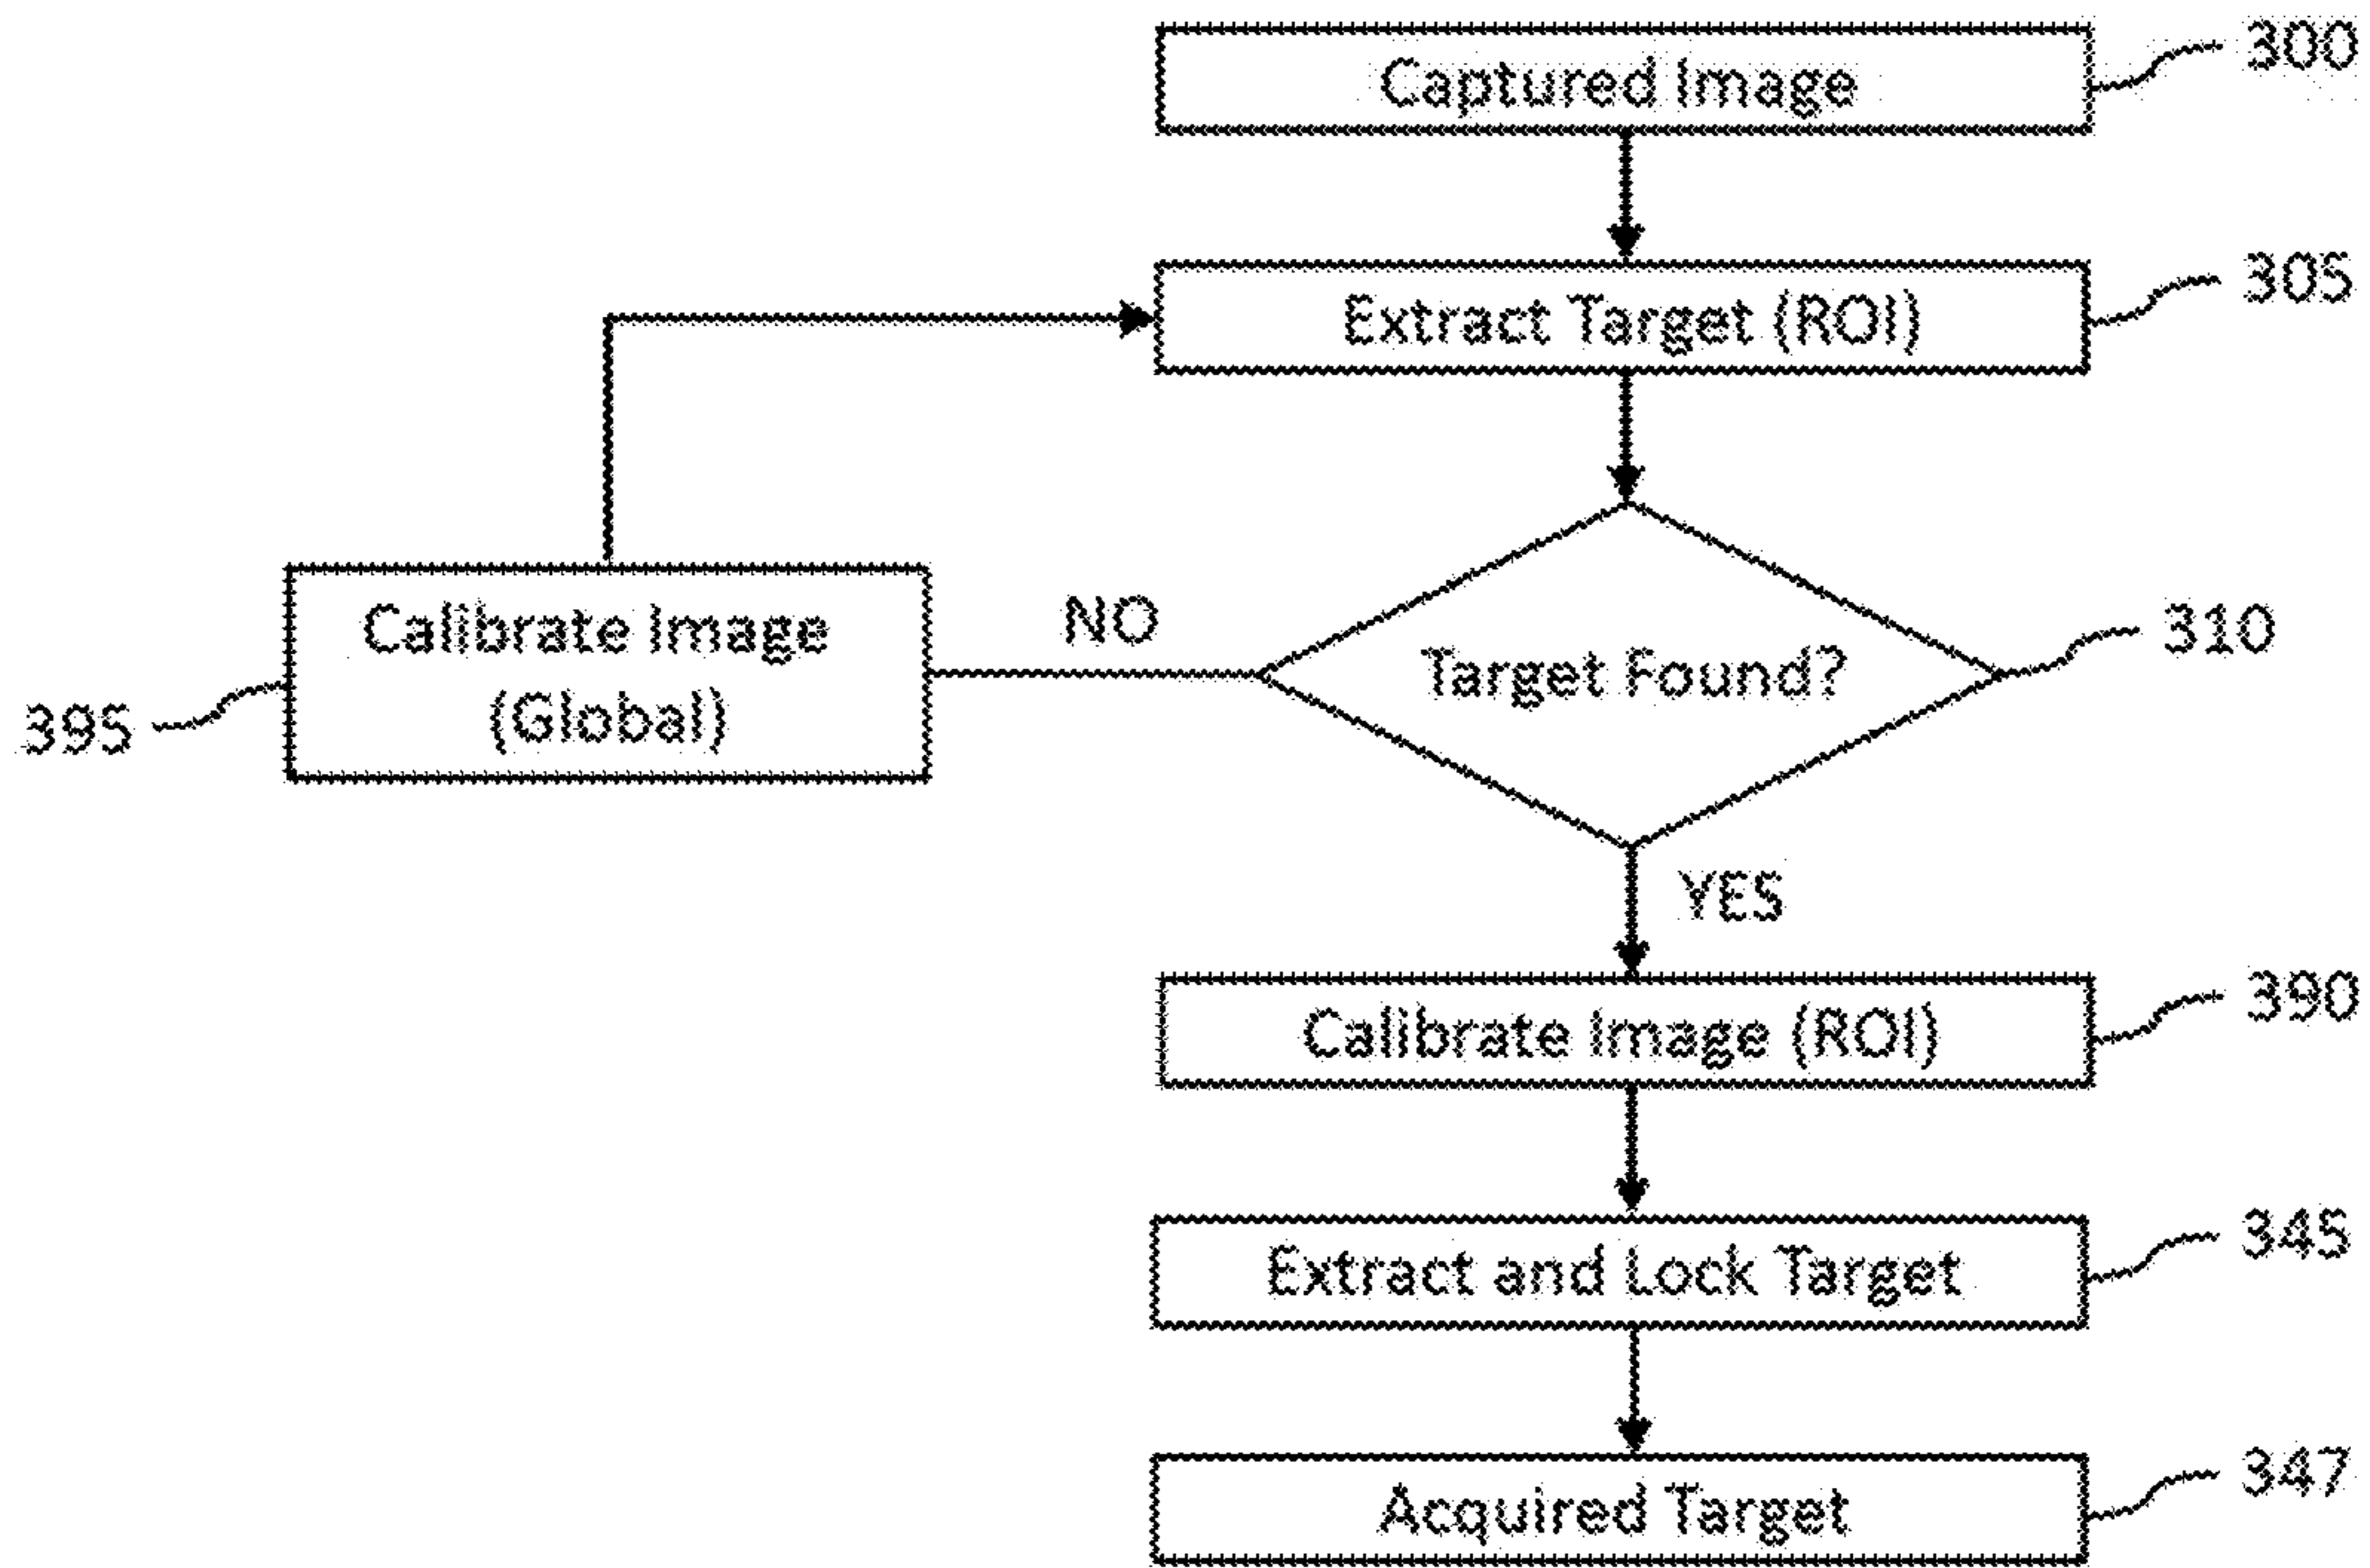 Captured Image
300
Extract Target (ROI)
305
Calibrate Image
(Global)
395
NO
Target Found?
310
YES
Calibrate Image (ROI)
390
Extract and Lock Target
345
Acquired Target
347